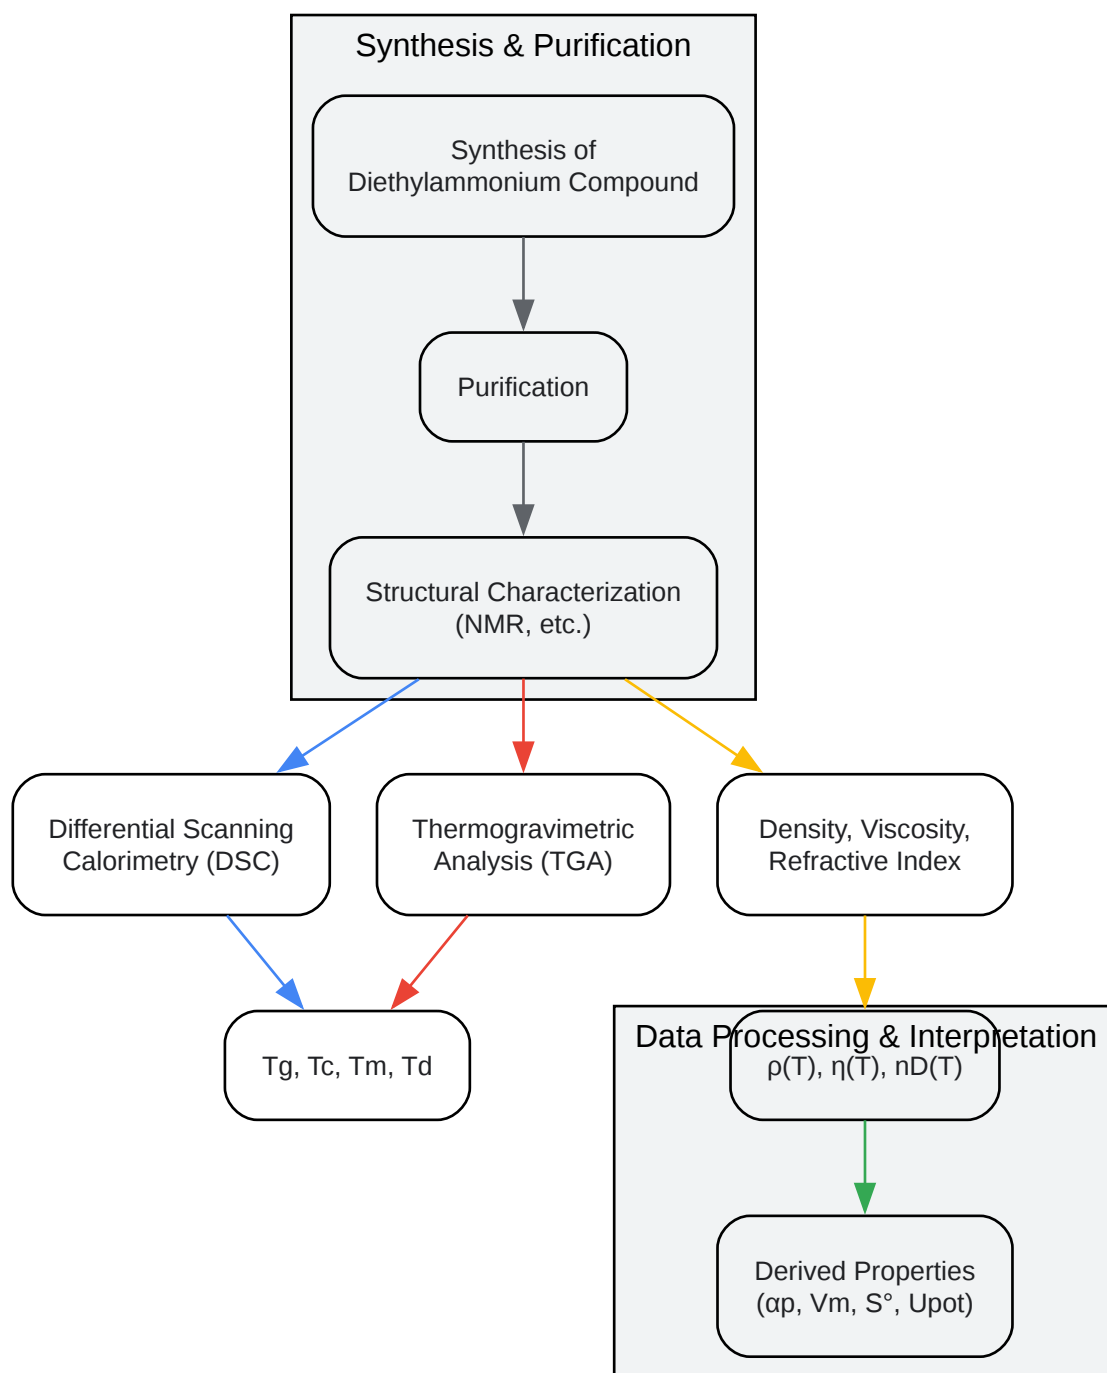 Synthesis & Purification
Synthesis of
Diethylammonium Compound
Purification
Structural Characterization
(NMR, etc.)
Differential Scanning
Calorimetry (DSC)
Thermogravimetric
Analysis (TGA)
Density, Viscosity,
Refractive Index
Tg, Tc, Tm, Td
Data Processing & Interpretation
ρ(T), η(T), nD(T)
Derived Properties
(αp, Vm, S°, Upot)